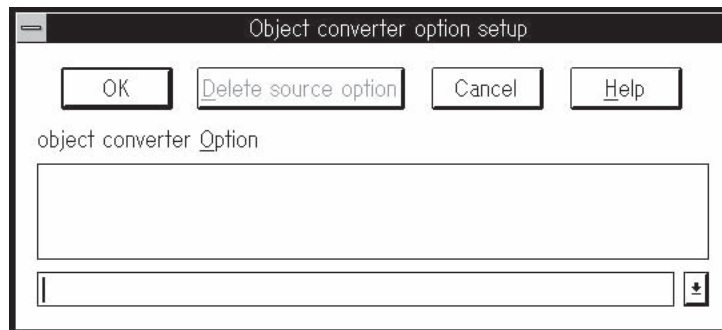 Object converter option setup
OK Delete source option Cancel Help
object converter Option